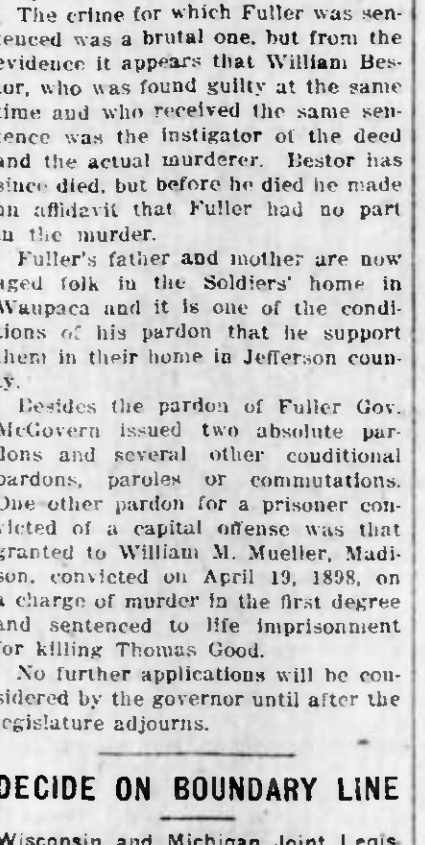 The crime for which Fuller was sen-
tenced was a brutal one, but from the
evidence it appears that William Bes-
tor, who was found guilty at the same
time and who received the same sen-
tence was the instigator of the deed
and the actual murderer. Bestor has
since died, but before he died he made
an affidavit that Fuller had no part
in the murder.
Fuller's father and mother are now
aged folk in the Soldiers' home in
Waupaca and it is one of the condi-
tions of his pardon that he support
them in their home in Jefferson coun-
ty.
Besides the pardon of Fuller Gov.
McGovern issued two absolute par-
dons and several other conditional
pardons, paroles or commutations.
One other pardon for a prisoner con-
victed of a capital offense was that
granted to William M. Mueller, Madi-
son, convicted on April 19, 1898, on
a charge of murder in the first degree
and sentenced to life imprisonment
for killing Thomas Good.
No further applications will be con-
sidered by the governor until after the
legislature adjourns.
DECIDE ON BOUNDARY LINE
Wisconsin and Michigan Joint Legis-